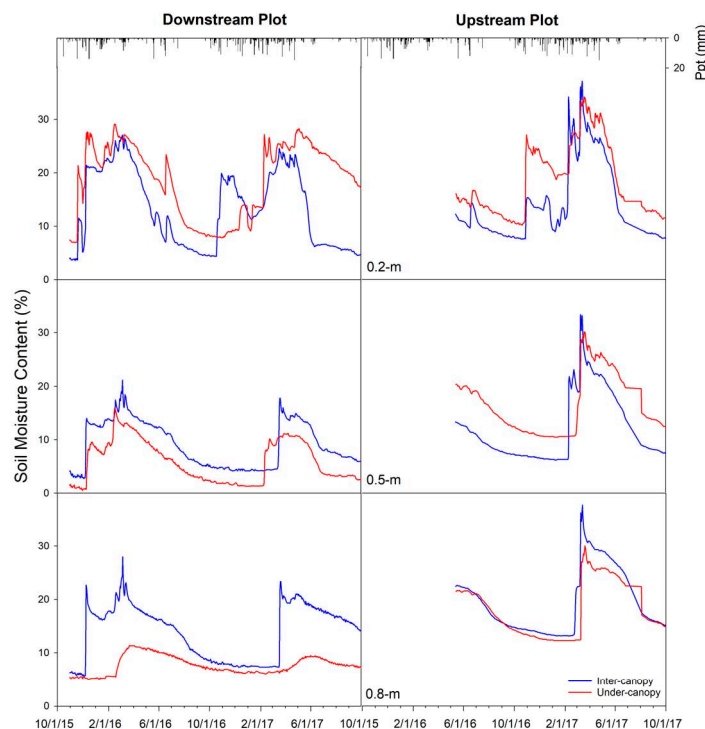 Downstream Plot
Upstream Plot
0
20
Ppt (mm)
30
20
10
0
0.2-m
Soil Moisture Content (%)
30
20
10
0
0.5-m
30
20
10
0
0.8-m
Inter-canopy
Under-canopy
10/1/15 2/1/16 6/1/16 10/1/16 2/1/17 6/1/17 10/1/15 2/1/16 6/1/16 10/1/16 2/1/17 6/1/17 10/1/17